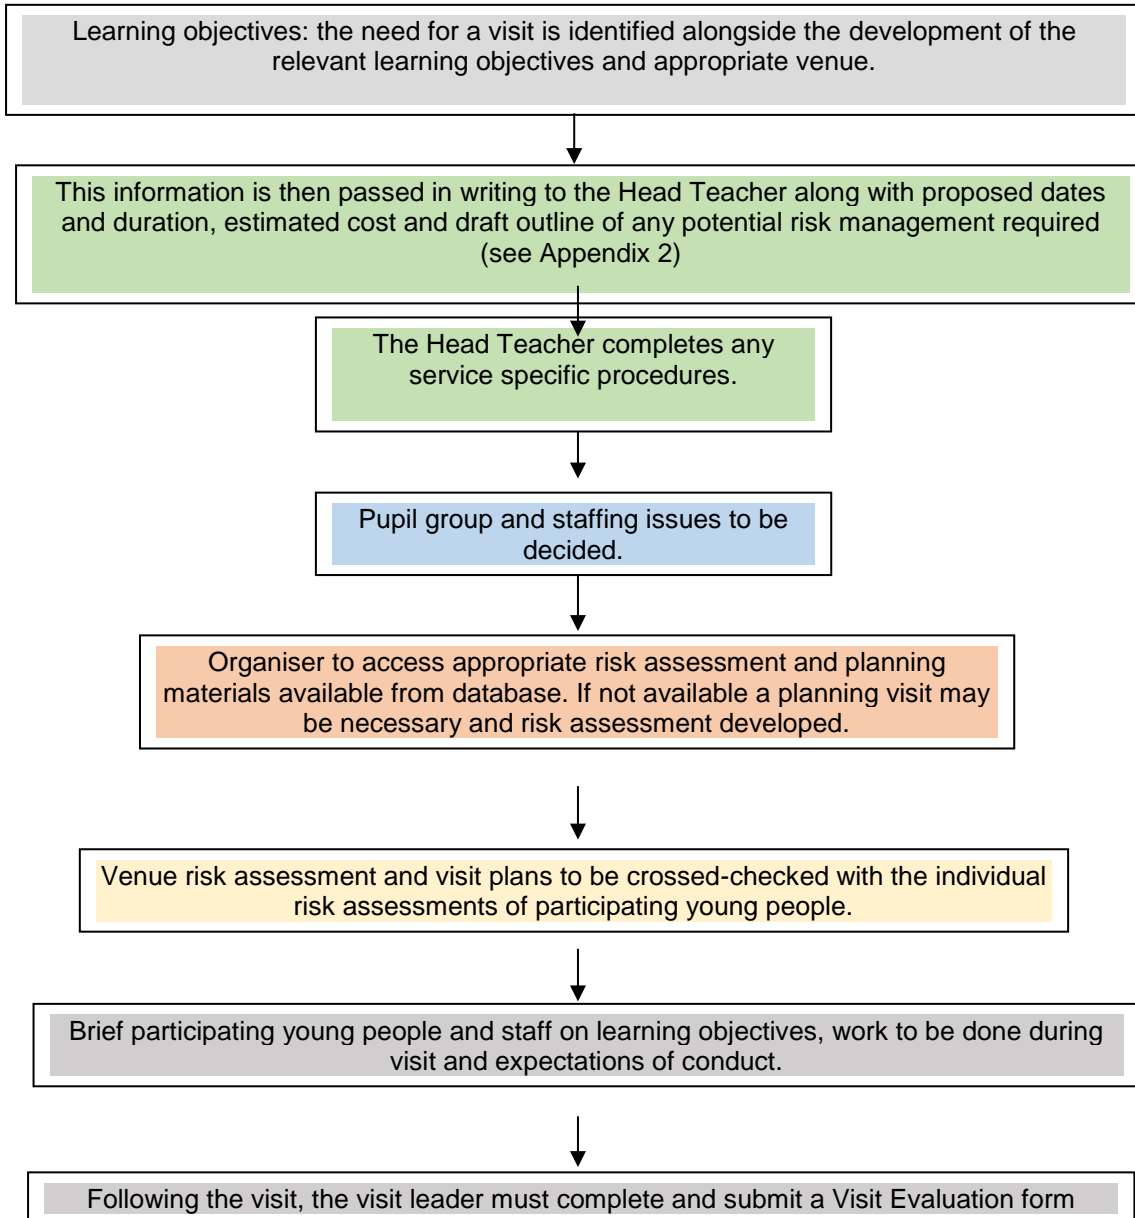 Learning objectives: the need for a visit is identified alongside the development of the
relevant learning objectives and appropriate venue.
This information is then passed in writing to the Head Teacher along with proposed dates
and duration, estimated cost and draft outline of any potential risk management required
(see Appendix 2)
The Head Teacher completes any
service specific procedures.
Pupil group and staffing issues to be
decided.
Organiser to access appropriate risk assessment and planning
materials available from database. If not available a planning visit may
be necessary and risk assessment developed.
Venue risk assessment and visit plans to be crossed-checked with the individual
risk assessments of participating young people.
Brief participating young people and staff on learning objectives, work to be done during
visit and expectations of conduct.
Following the visit, the visit leader must complete and submit a Visit Evaluation form